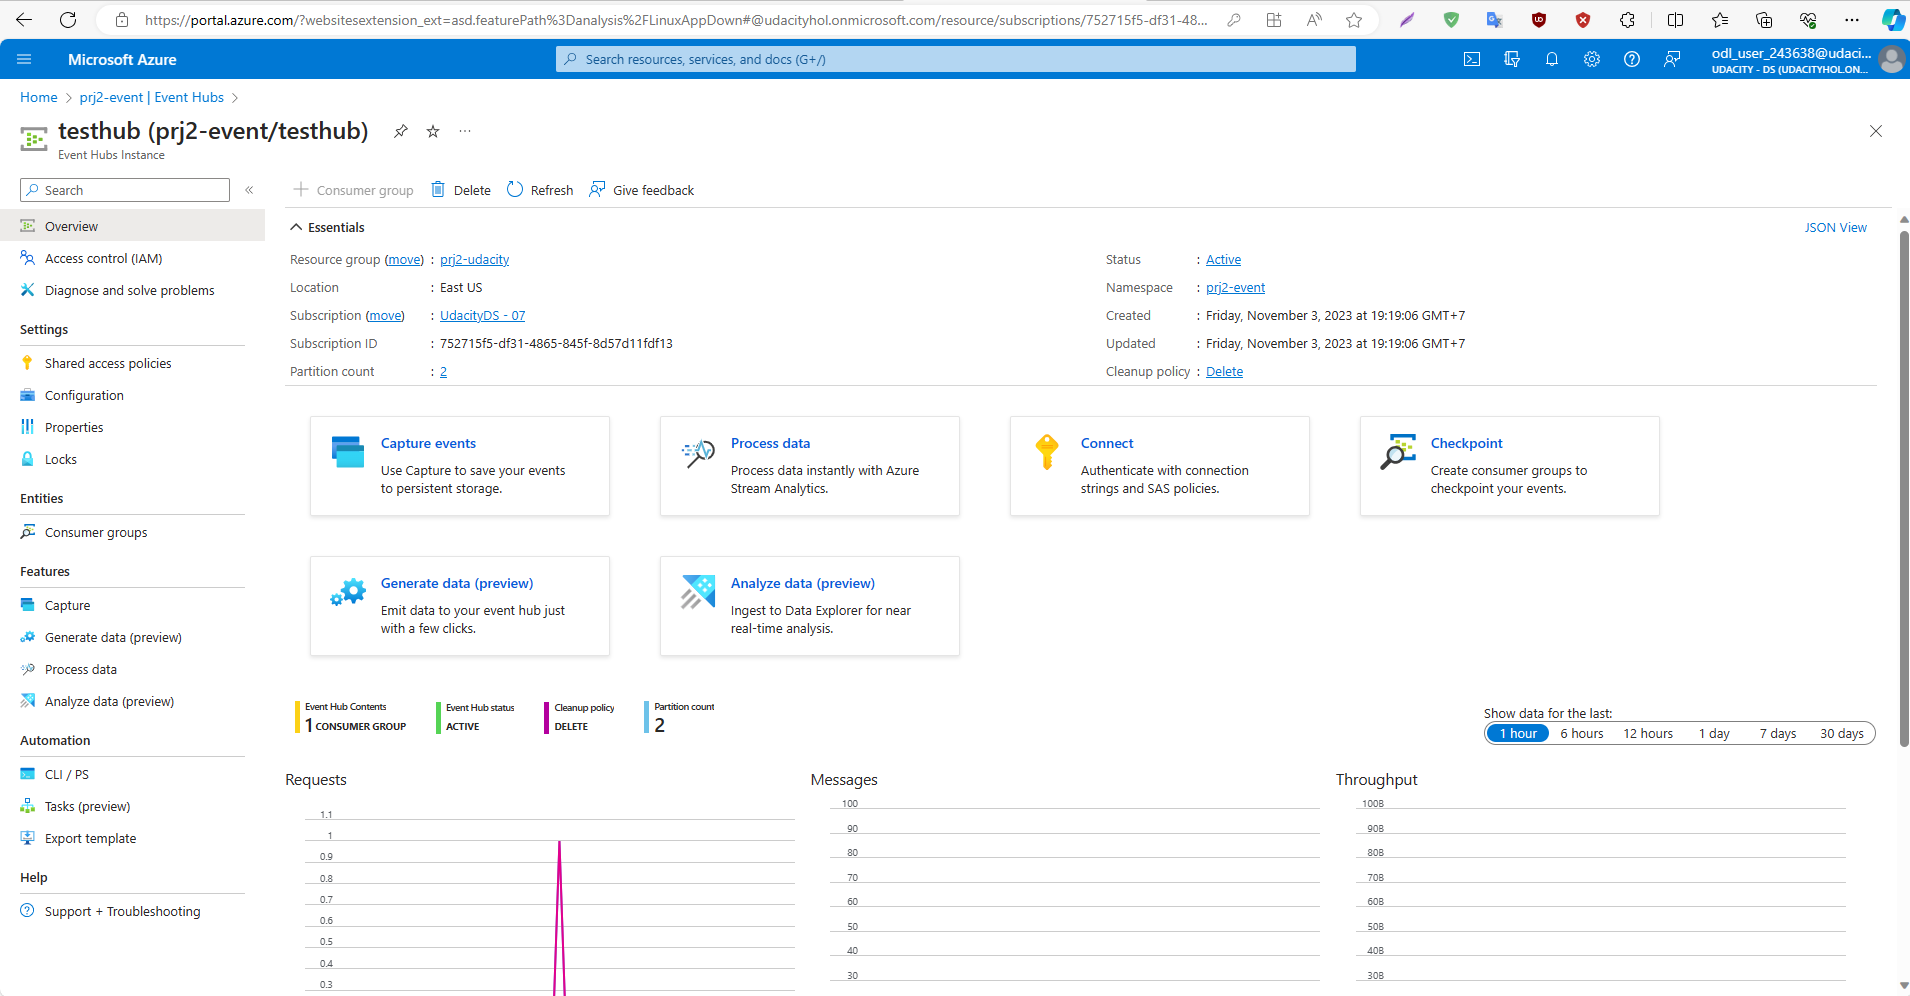 https://portal.azure.com/?websitesextension_ext=asd.featurePath%3Danalysis%2FLinuxAppDown#@udacityhol.onmicrosoft.com/resource/subscriptions/752715f5-df31-48...
Microsoft Azure
Search resources, services, and docs (G+/)
odl_user_243638@udaci...
UDACITY - DS (UDACITYHOL.ON...
Home > prj2-event | Event Hubs >
testhub (prj2-event/testhub)
Event Hubs Instance
Search
Overview
Access control (IAM)
Diagnose and solve problems
Settings
Shared access policies
Configuration
Properties
Locks
Entities
Consumer groups
Features
Capture
Generate data (preview)
Process data
Analyze data (preview)
Automation
CLI / PS
Tasks (preview)
Export template
Help
Support + Troubleshooting
Consumer group Delete Refresh Give feedback
Essentials
JSON View
Resource group (move) : prj2-udacity
Location : East US
Subscription (move) : UdacityDS - 07
Subscription ID : 752715f5-df31-4865-845f-8d57d11fdf13
Partition count : 2
Status : Active
Namespace : prj2-event
Created : Friday, November 3, 2023 at 19:19:06 GMT+7
Updated : Friday, November 3, 2023 at 19:19:06 GMT+7
Cleanup policy : Delete
Capture events
Use Capture to save your events
to persistent storage.
Process data
Process data instantly with Azure
Stream Analytics.
Connect
Authenticate with connection
strings and SAS policies.
Checkpoint
Create consumer groups to
checkpoint your events.
Generate data (preview)
Emit data to your event hub just
with a few clicks.
Analyze data (preview)
Ingest to Data Explorer for near
real-time analysis.
Event Hub Contents
1 CONSUMER GROUP
Event Hub status
ACTIVE
Cleanup policy
DELETE
Partition count
2
Show data for the last:
1 hour 6 hours 12 hours 1 day 7 days 30 days
Requests
1.1
1
0.9
0.8
0.7
0.6
0.5
0.4
0.3
Messages
100
90
80
70
60
50
40
30
Throughput
100B
90B
80B
70B
60B
50B
40B
30B